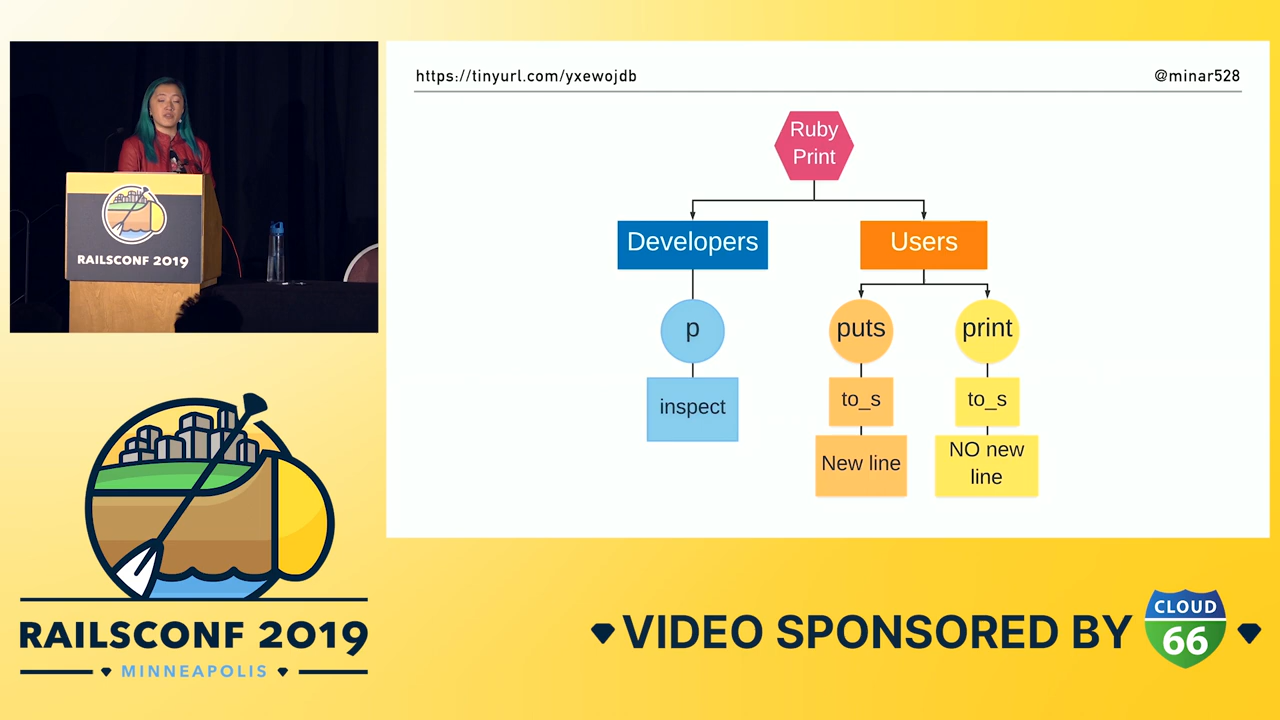 https://tinyurl.com/yxewojdb
@minar528
Ruby
Print
Developers
Users
p
puts
print
inspect
to_s
to_s
New line
NO new
line
RAILSCONF 2019
RAILSCONF 2019
MINNEAPOLIS
VIDEO SPONSORED BY
CLOUD
66